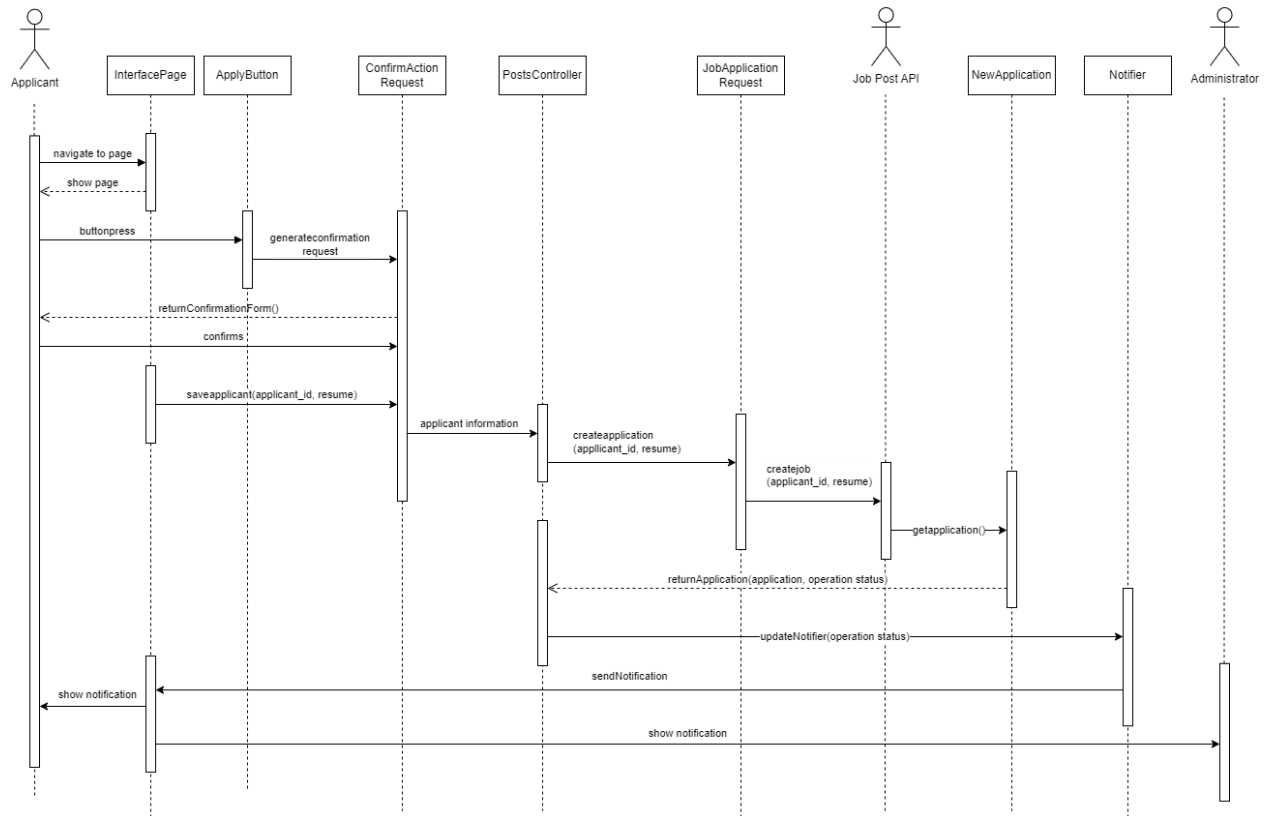 Applicant
InterfacePage
ApplyButton
ConfirmAction
Request
PostsController
JobApplication
Request
Job Post API
NewApplication
Notifier
Administrator
navigate to page
show page
buttonpress
generateconfirmation
request
returnConfirmationForm()
confirms
saveapplicant(applicant_id, resume)
applicant information
createapplication
(appllicant_id, resume)
createjob
(applicant_id, resume)
getapplication()
returnApplication(application, operation status)
updateNotifier(operation status)
sendNotification
show notification
show notification